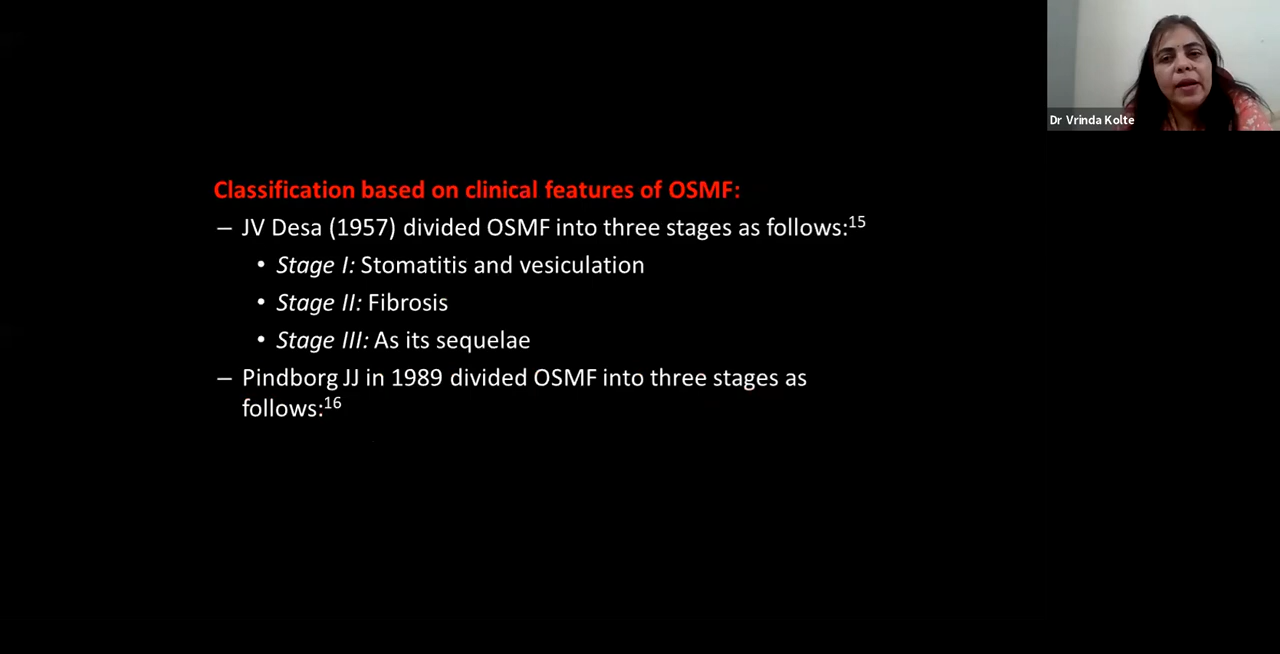 Dr Vrinda Kolte
Classification based on clinical features of OSMF:
– JV Desa (1957) divided OSMF into three stages as follows:15
• Stage I: Stomatitis and vesiculation
• Stage II: Fibrosis
• Stage III: As its sequelae
– Pindborg JJ in 1989 divided OSMF into three stages as
follows:16